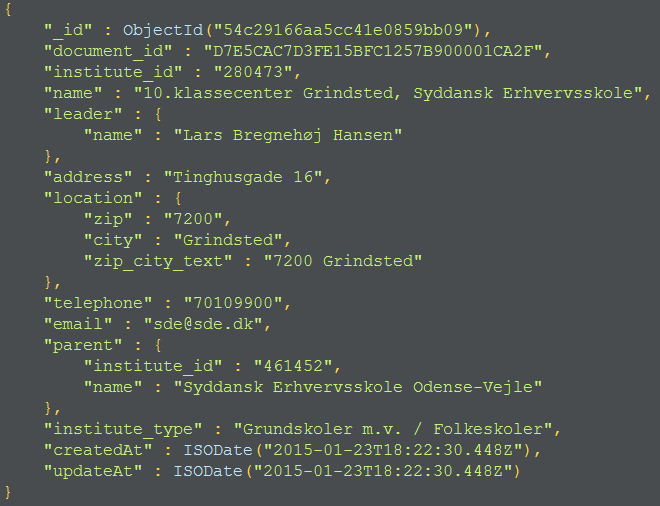 {
    "_id" : ObjectId("54c29166aa5cc41e0859bb09"),
    "document_id" : "D7E5CAC7D3FE15BFC1257B900001CA2F",
    "institute_id" : "280473",
    "name" : "10.klassecenter Grindsted, Syddansk Erhvervsskole",
    "leader" : {
        "name" : "Lars Bregnehøj Hansen"
    },
    "address" : "Tinghusgade 16",
    "location" : {
        "zip" : "7200",
        "city" : "Grindsted",
        "zip_city_text" : "7200 Grindsted"
    },
    "telephone" : "70109900",
    "email" : "sde@sde.dk",
    "parent" : {
        "institute_id" : "461452",
        "name" : "Syddansk Erhvervsskole Odense-Vejle"
    },
    "institute_type" : "Grundskoler m.v. / Folkeskoler",
    "createdAt" : ISODate("2015-01-23T18:22:30.448Z"),
    "updateAt" : ISODate("2015-01-23T18:22:30.448Z")
}